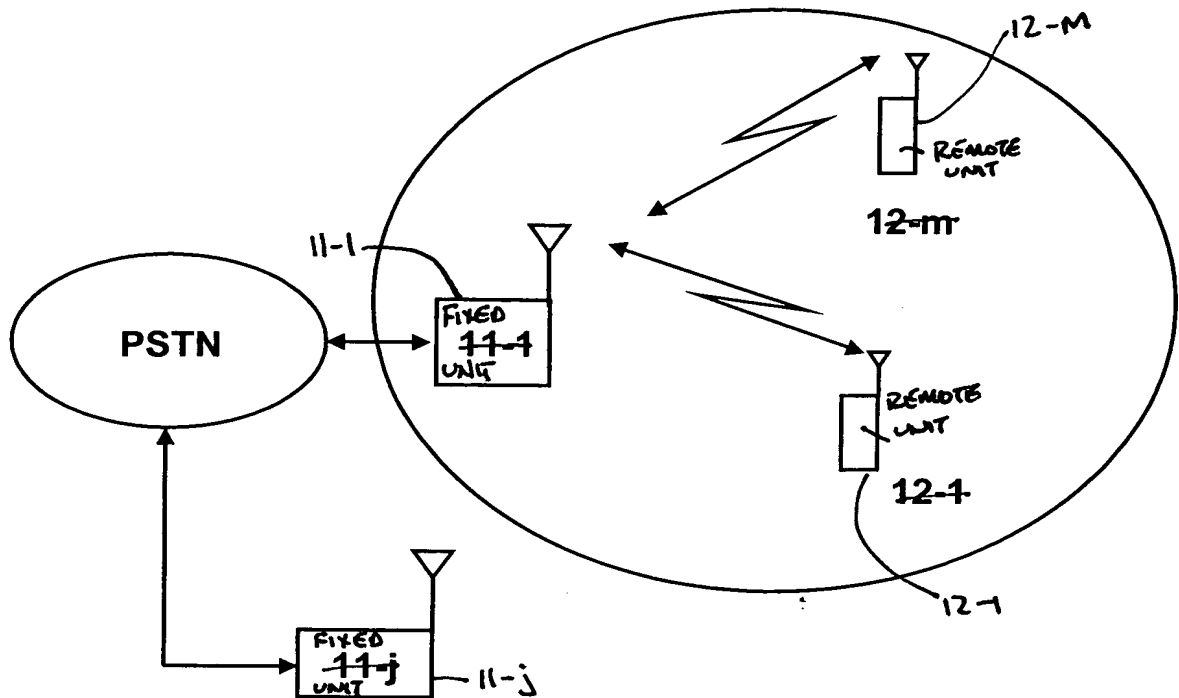 12-M
REMOTE
UNIT
12-m
11-1
FIXED
11-1
UNIT
PSTN
REMOTE
UNIT
12-1
12-1
FIXED
11-j
UNIT
11-j